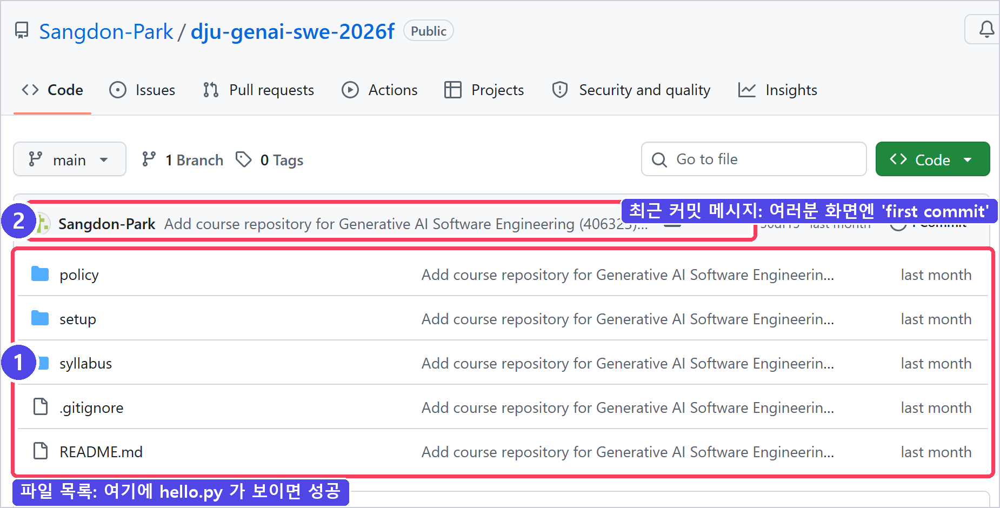 Sangdon-Park / dju-genai-swe-2026f Public
Code Issues Pull requests Actions Projects Security and quality Insights
main 1 Branch 0 Tags Go to file Code
최근 커밋 메시지: 여러분 화면엔 'first commit'
2 Sangdon-Park Add course repository for Generative AI Software Engineering (406325)... last month 1 Commit
policy Add course repository for Generative AI Software Engineerin... last month
setup Add course repository for Generative AI Software Engineerin... last month
1 syllabus Add course repository for Generative AI Software Engineerin... last month
.gitignore Add course repository for Generative AI Software Engineerin... last month
README.md Add course repository for Generative AI Software Engineerin... last month
파일 목록: 여기에 hello.py 가 보이면 성공